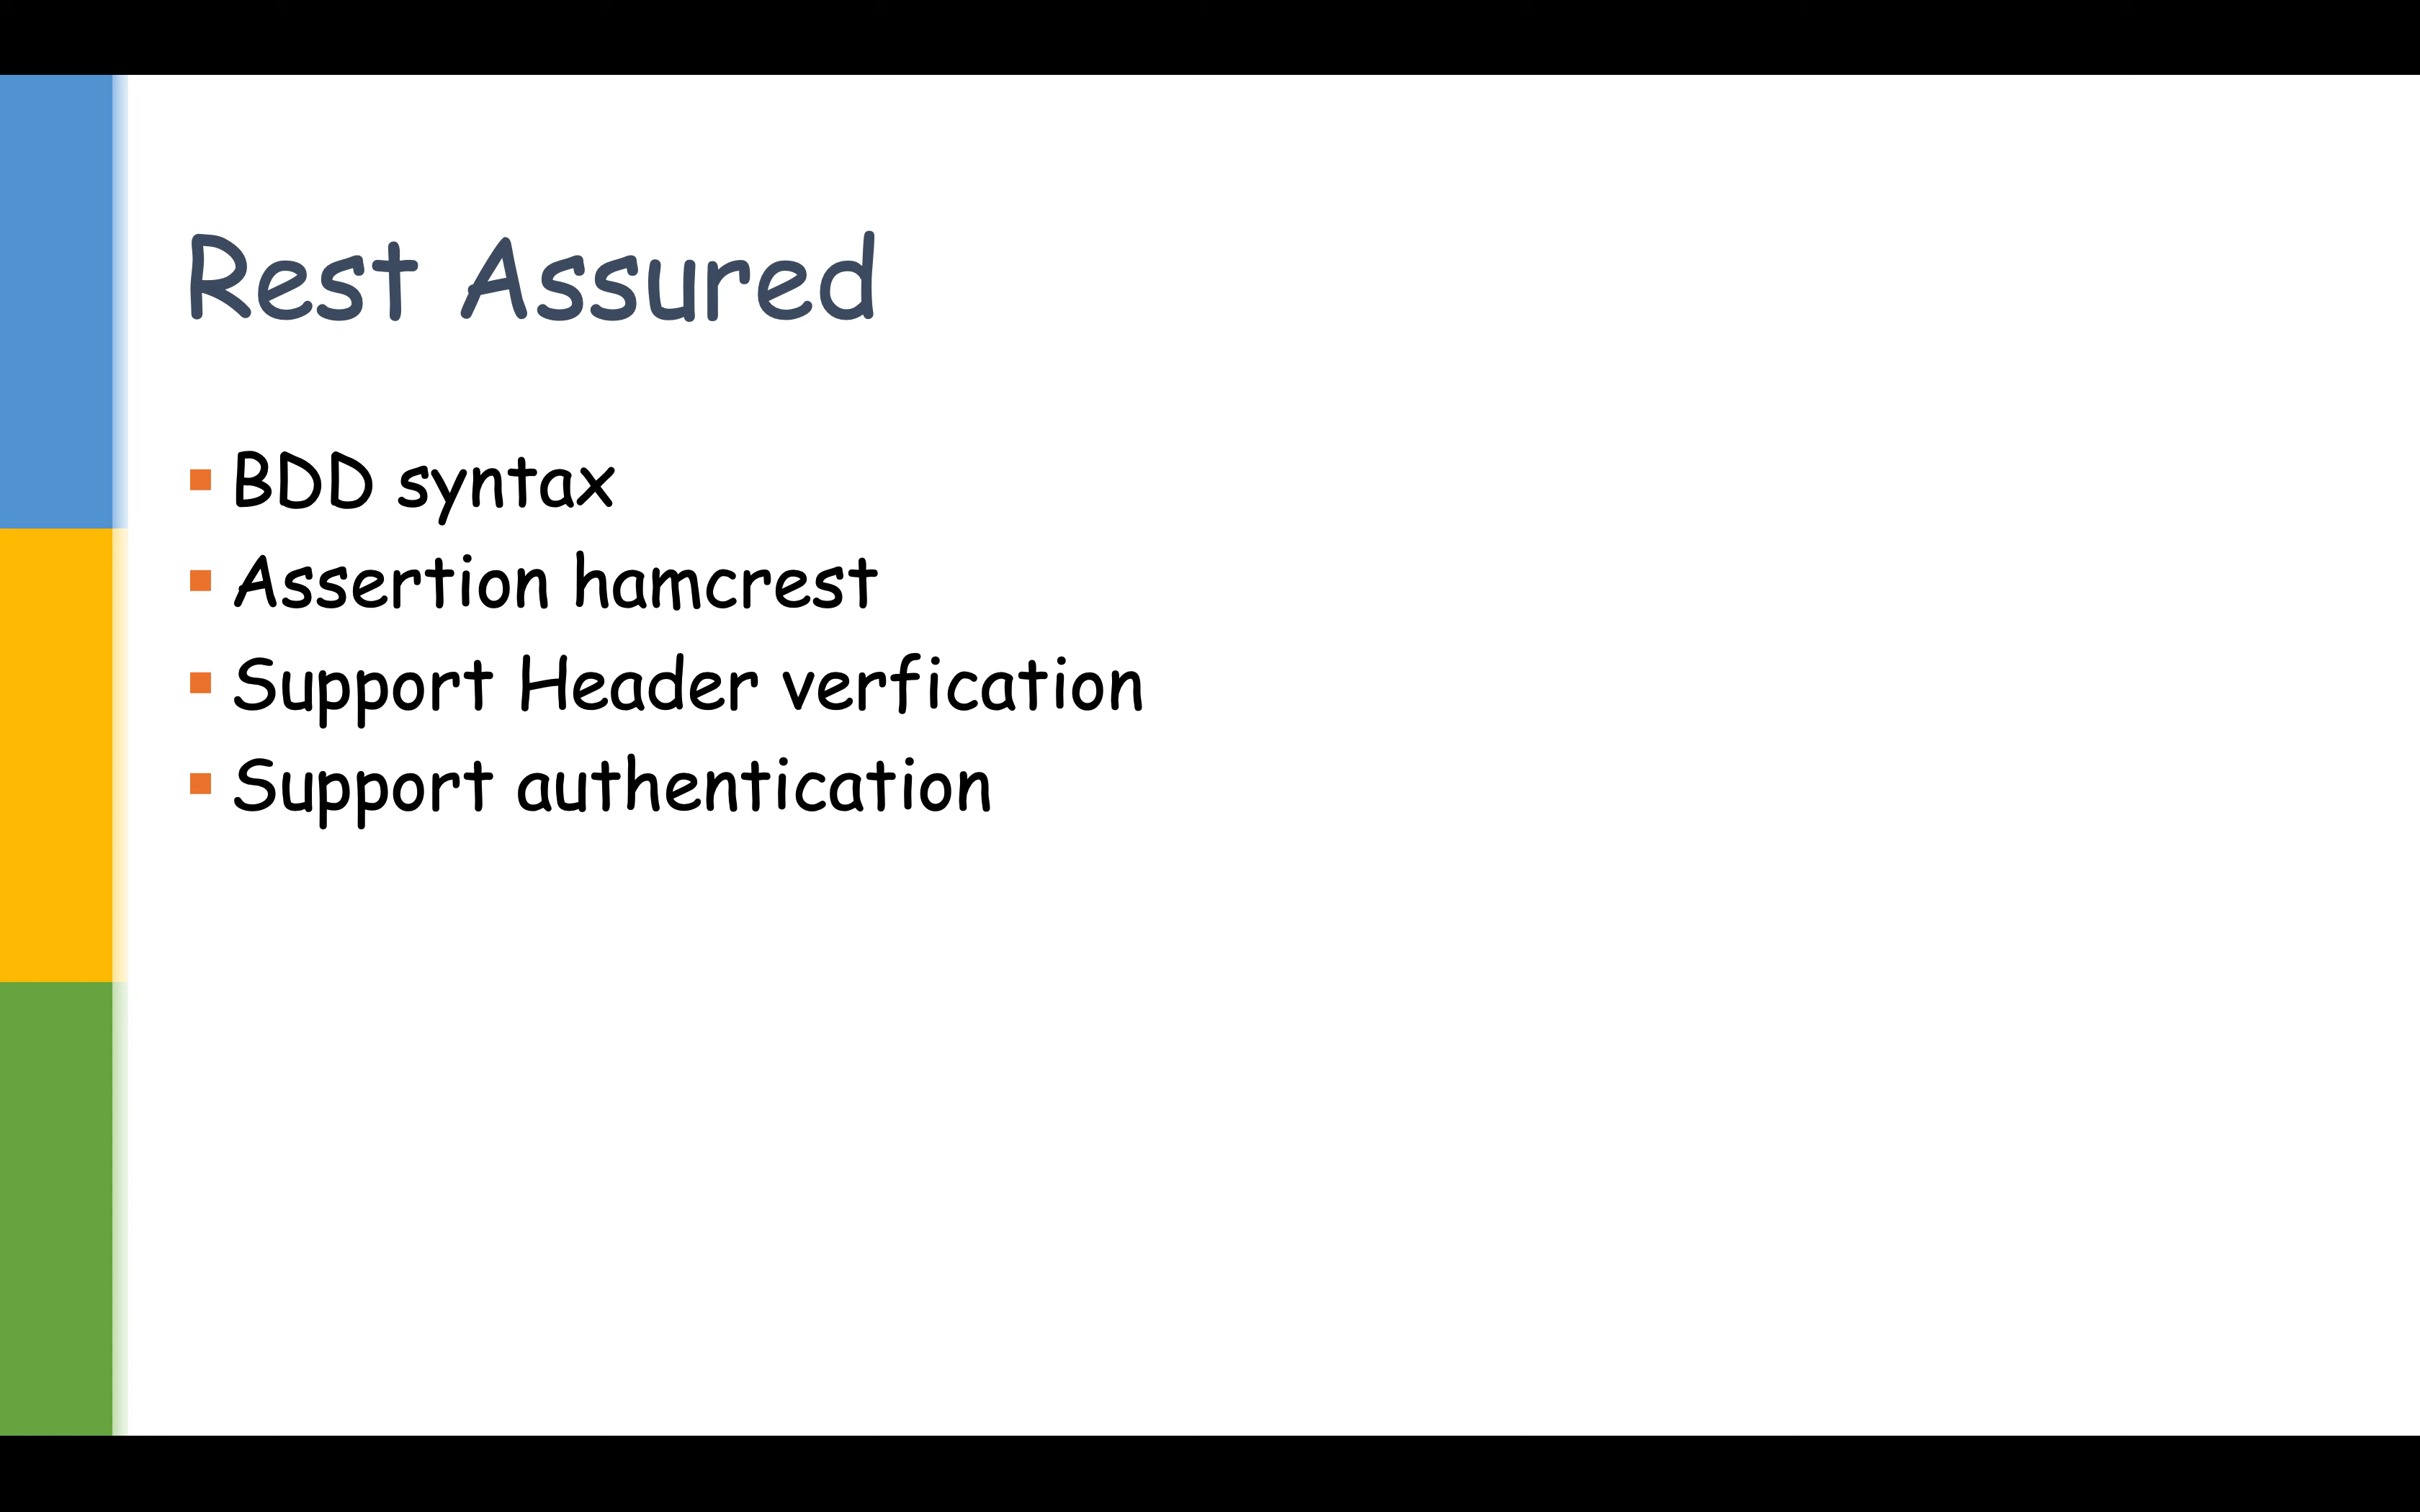 Rest Assured
BDD syntax
Assertion hamcrest
Support Header verfication
Support authentication